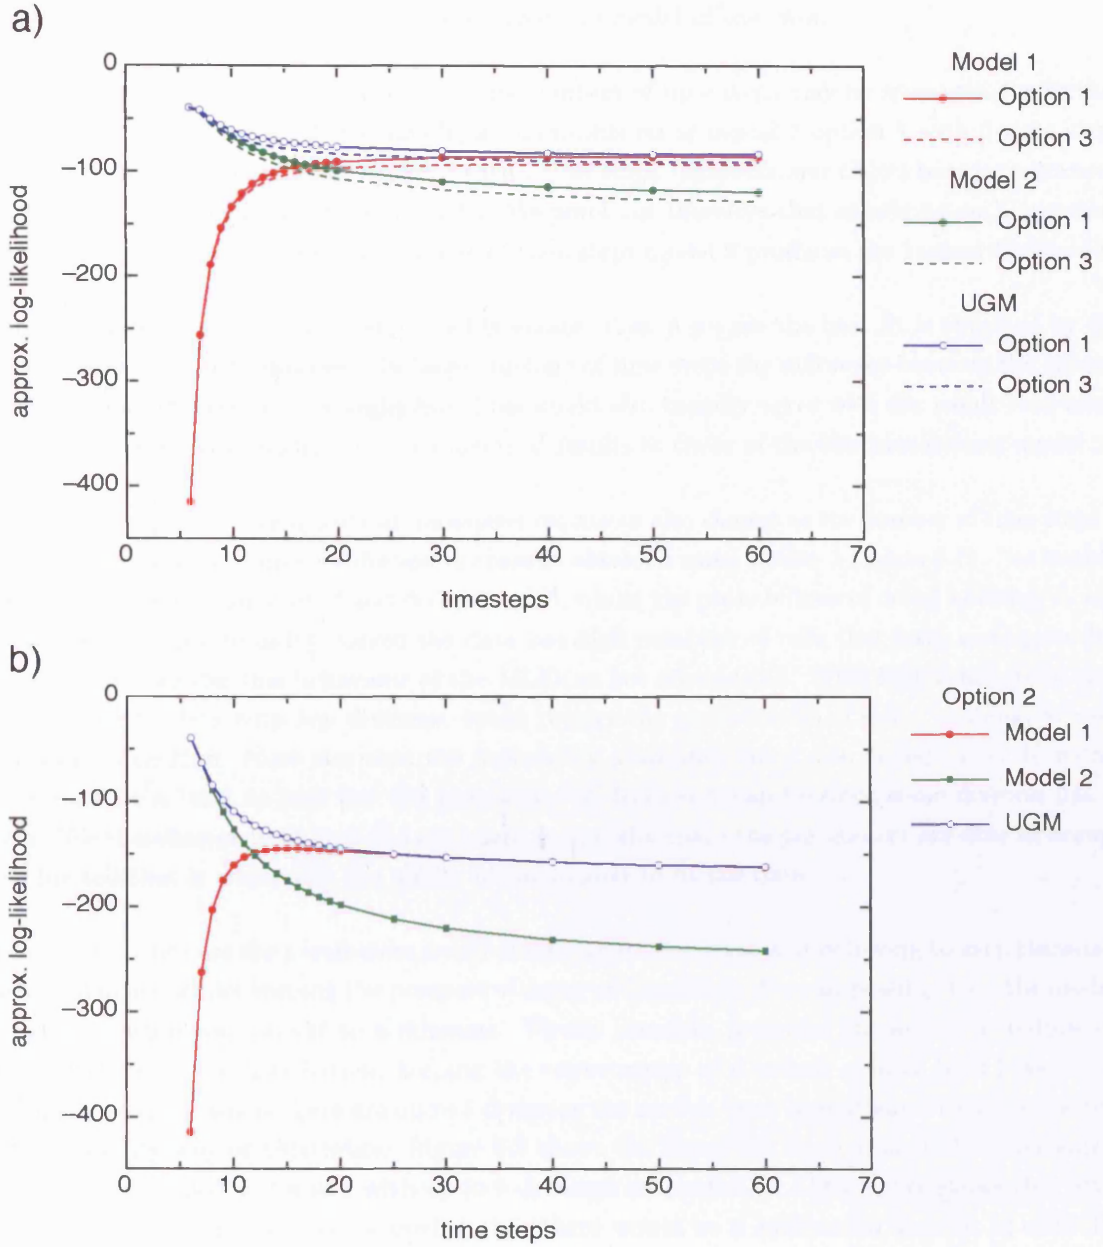 a)
0
−100
−200
−300
−400
approx. log-likelihood
0 10 20 30 40 50 60 70
timesteps
Model 1
Option 1
Option 3
Model 2
Option 1
Option 3
UGM
Option 1
Option 3
b)
0
−100
−200
−300
−400
approx. log-likelihood
0 10 20 30 40 50 60 70
time steps
Option 2
Model 1
Model 2
UGM